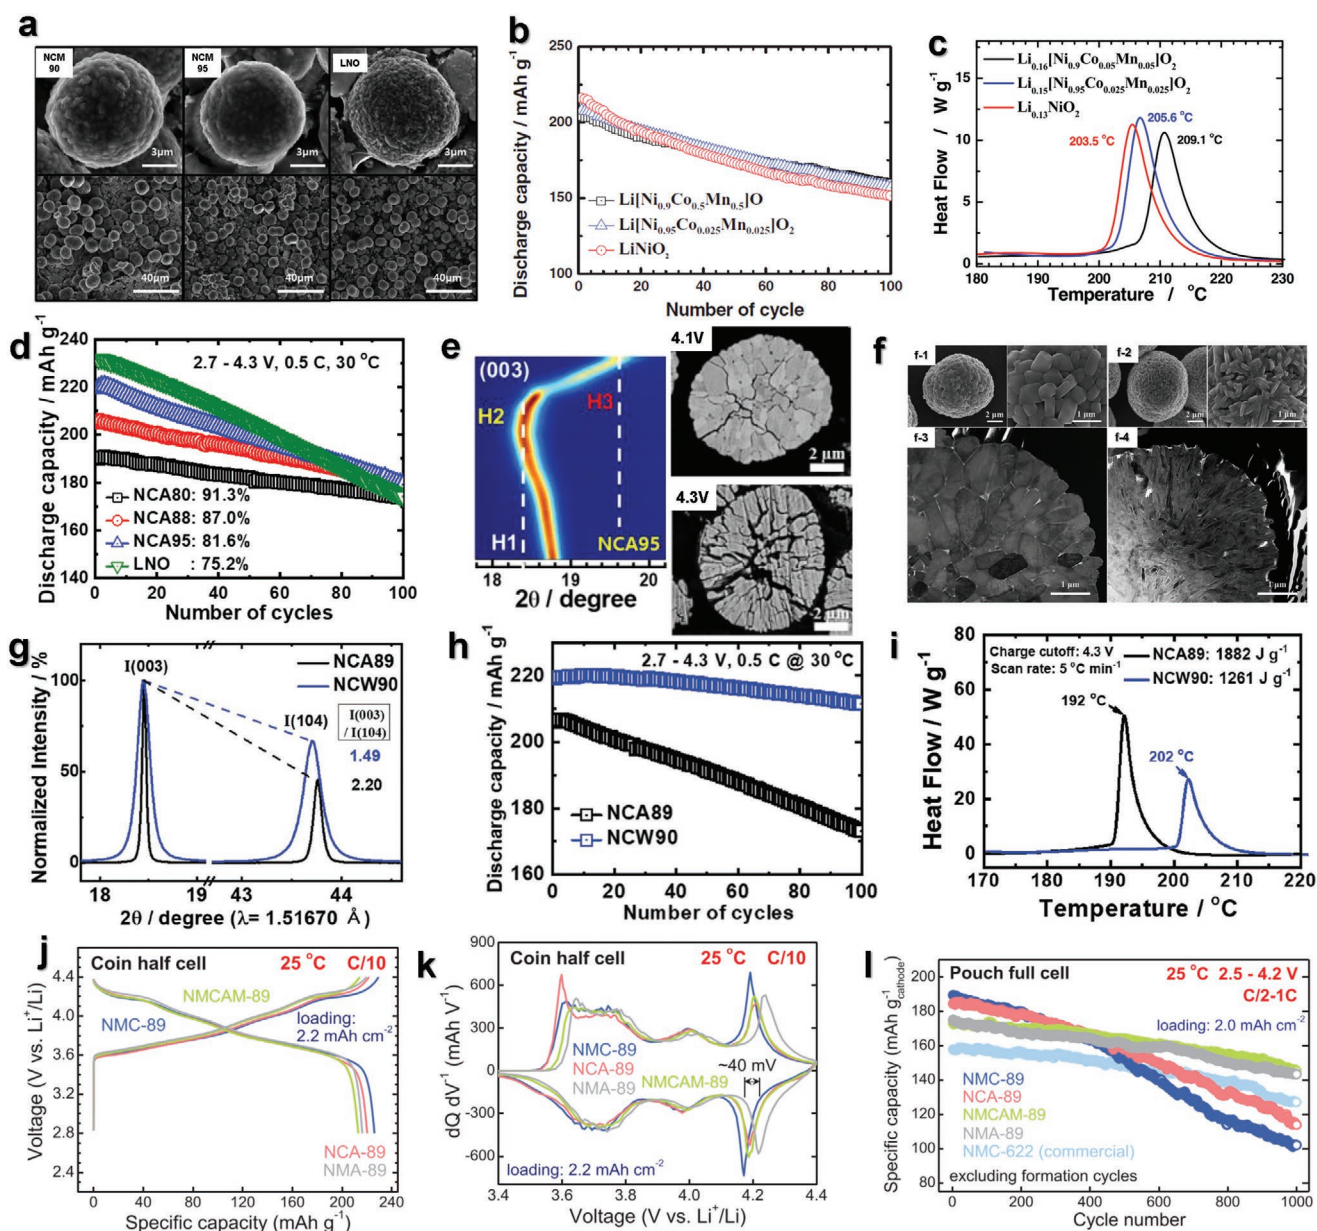 a
NCM
90
NCM
95
LNO
3μm
3μm
3μm
40μm
40μm
40μm
b
Discharge capacity / mAh g⁻¹
250
200
150
100
Li[Ni₀.₉Co₀.₅Mn₀.₅]O
Li[Ni₀.₉₅Co₀.₀₂₅Mn₀.₀₂₅]O₂
LiNiO₂
0 20 40 60 80 100
Number of cycle
c
Heat Flow / W g⁻¹
15
10
5
0
Li₀.₁₆[Ni₀.₉Co₀.₀₅Mn₀.₀₅]O₂
Li₀.₁₅[Ni₀.₉₅Co₀.₀₂₅Mn₀.₀₂₅]O₂
Li₀.₁₃NiO₂
205.6 °C
203.5 °C
209.1 °C
180 190 200 210 220 230
Temperature / °C
d
Discharge capacity / mAh g⁻¹
240
220
200
180
160
140
2.7 - 4.3 V, 0.5 C, 30 °C
NCA80: 91.3%
NCA88: 87.0%
NCA95: 81.6%
LNO : 75.2%
0 20 40 60 80 100
Number of cycles
e
(003)
H2
H3
H1
NCA95
18 19 20
2θ / degree
4.1V
2 μm
4.3V
2 μm
f
f-1
2 μm
1 μm
f-2
2 μm
1 μm
f-3
1 μm
f-4
1 μm
g
Normalized Intensity / %
100
50
0
I(003)
NCA89
NCW90
I(104)
I(003)
/ I(104)
1.49
2.20
18 19 43 44
2θ / degree (λ= 1.51670 Å)
h
Discharge capacity / mAh g⁻¹
230
220
210
200
190
180
170
160
2.7 - 4.3 V, 0.5 C @ 30 °C
NCA89
NCW90
0 20 40 60 80 100
Number of cycles
i
Heat Flow / W g⁻¹
80
60
40
20
0
Charge cutoff: 4.3 V
Scan rate: 5 °C min⁻¹
NCA89: 1882 J g⁻¹
NCW90: 1261 J g⁻¹
192 °C
202 °C
170 180 190 200 210 220
Temperature / °C
j
Voltage (V vs. Li⁺/Li)
4.4
4.0
3.6
3.2
2.8
2.4
Coin half cell
25 °C C/10
NMCAM-89
NMC-89
loading:
2.2 mAh cm⁻²
NCA-89
NMA-89
0 40 80 120 160 200 240
Specific capacity (mAh g⁻¹)
k
dQ dV⁻¹ (mAh V⁻¹)
900
600
300
0
-300
-600
Coin half cell
25 °C C/10
NMC-89
NCA-89
NMA-89
NMCAM-89
~40 mV
loading: 2.2 mAh cm⁻²
3.4 3.6 3.8 4.0 4.2 4.4
Voltage (V vs. Li⁺/Li)
l
Specific capacity (mAh g⁻¹cathode)
200
180
160
140
120
100
80
Pouch full cell
25 °C 2.5 - 4.2 V
C/2-1C
loading: 2.0 mAh cm⁻²
NMC-89
NCA-89
NMCAM-89
NMA-89
NMC-622 (commercial)
excluding formation cycles
0 200 400 600 800 1000
Cycle number